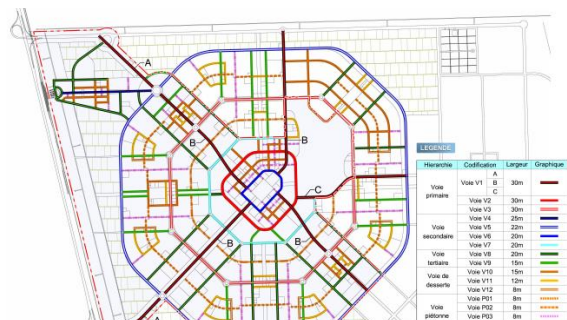 A
B
B
C
B
B
A
LEGENDE
Hierarchie Codification Largeur Graphique
Voie primaire
Voie V1 A B C 30m
Voie V2 30m
Voie V3 30m
Voie V4 25m
Voie secondaire
Voie V5 22m
Voie V6 20m
Voie V7 20m
Voie tertiaire
Voie V8 20m
Voie V9 15m
Voie de desserte
Voie V10 15m
Voie V11 12m
Voie V12 8m
Voie piétonne
Voie P01 8m
Voie P02 8m
Voie P03 8m